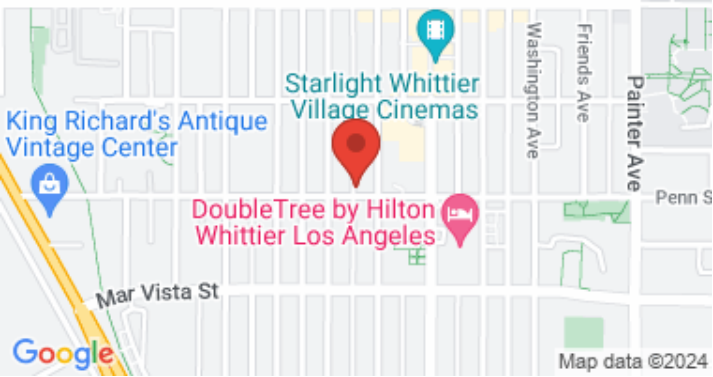 Starlight Whittier
Village Cinemas
Washington Ave
Friends Ave
Painter Ave
King Richard's Antique
Vintage Center
Penn S
DoubleTree by Hilton
Whittier Los Angeles
Mar Vista St
Google
Map data ©2024